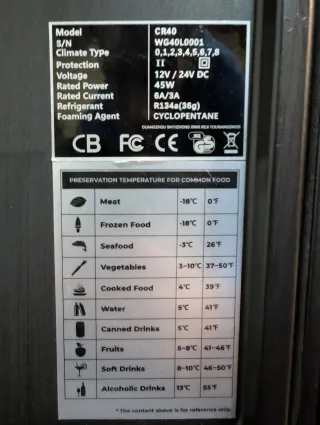 Model CR40
S/N WG40L0001
Climate Type 0,1,2,3,4,5,6,7,8
Protection III
Voltage 12V / 24V DC
Rated Power 45W
Rated Current 6A/3A
Refrigerant R134a(36g)
Foaming Agent CYCLOPENTANE
CB FC CE GS
PRESERVATION TEMPERATURE FOR COMMON FOOD
Meat -18℃ 0℉
Frozen Food -18℃ 0℉
Seafood -3℃ 26℉
Vegetables 3-10℃ 37-50℉
Cooked Food 4℃ 39℉
Water 5℃ 41℉
Canned Drinks 5℃ 41℉
Fruits 5-8℃ 41-46℉
Soft Drinks 8-10℃ 46-50℉
Alcoholic Drinks 13℃ 55℉
* The content above is for reference only.